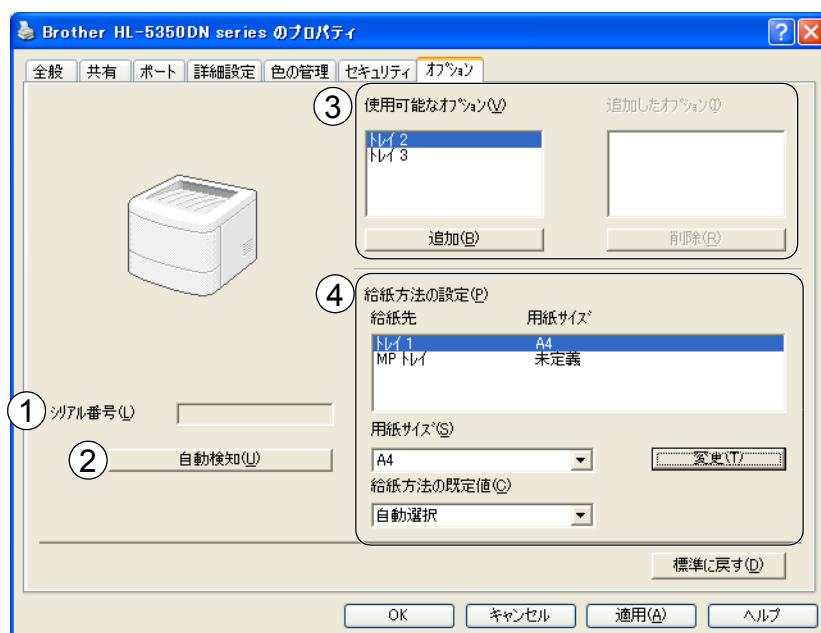 Brother HL-5350DN series のプロパティ
全般 共有 ポート 詳細設定 色の管理 セキュリティ オプション
③ 使用可能なオプション(V) 追加したオプション(I)
トレイ 2
トレイ 3
追加(B) 削除(R)
④ 給紙方法の設定(P)
給紙先 用紙サイズ
トレイ 1 A4
MP トレイ 未定義
① シリアル番号(L)
② 自動検知(U)
用紙サイズ(S)
A4 変更(T)
給紙方法の既定値(C)
自動選択
標準に戻す(D)
OK キャンセル 適用(A) ヘルプ